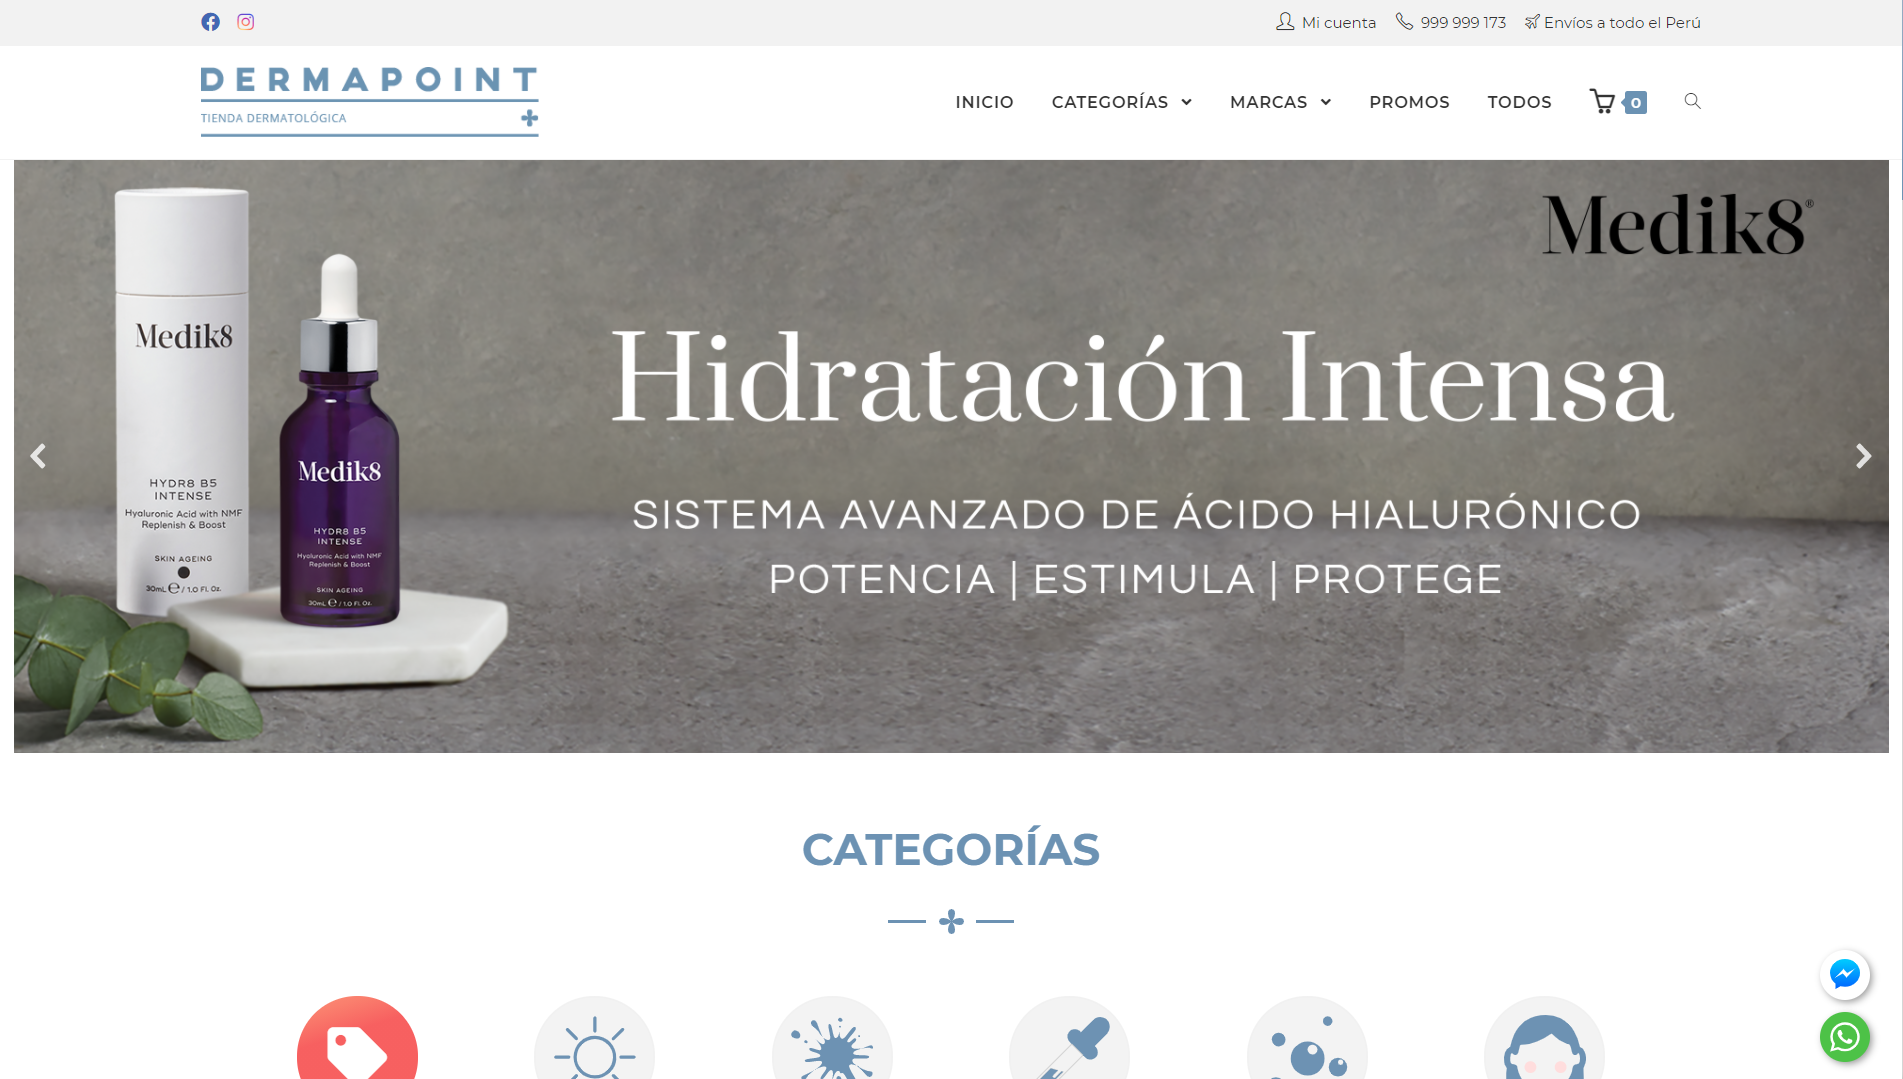 Mi cuenta
999 999 173
Envíos a todo el Perú
DERMAPOINT
TIENDA DERMATOLÓGICA
INICIO
CATEGORÍAS
MARCAS
PROMOS
TODOS
0
Medik8®
Medik8
HYDR8 B5
INTENSE
Hyaluronic Acid with NMF
Replenish & Boost
SKIN AGEING
30mL ℮ / 1.0 Fl. Oz.
Medik8
HYDR8 B5
INTENSE
Hyaluronic Acid with NMF
Replenish & Boost
SKIN AGEING
30mL ℮ / 1.0 Fl. Oz.
Hidratación Intensa
SISTEMA AVANZADO DE ÁCIDO HIALURÓNICO
POTENCIA | ESTIMULA | PROTEGE
CATEGORÍAS